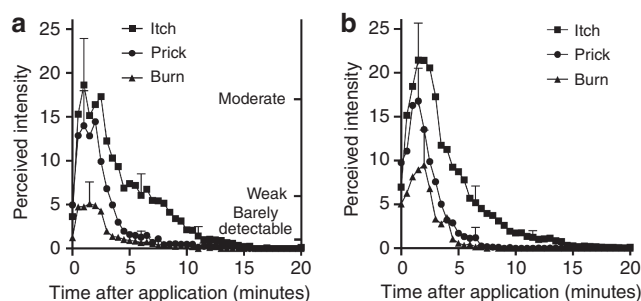 a
Perceived intensity
25
20
15
10
5
0
Itch
Prick
Burn
Moderate
Weak
Barely
detectable
0
5
10
15
20
Time after application (minutes)
b
Perceived intensity
25
20
15
10
5
0
Itch
Prick
Burn
0
5
10
15
20
Time after application (minutes)